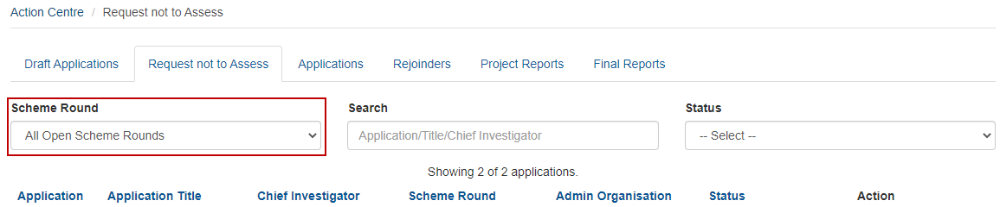 Action Centre / Request not to Assess
Draft Applications Request not to Assess Applications Rejoinders Project Reports Final Reports
Scheme Round Search Status
All Open Scheme Rounds Application/Title/Chief Investigator -- Select --
Showing 2 of 2 applications.
Application Application Title Chief Investigator Scheme Round Admin Organisation Status Action